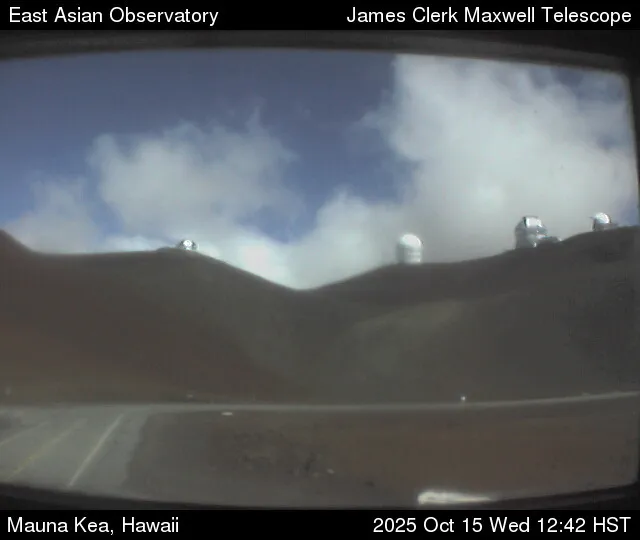 East Asian Observatory
James Clerk Maxwell Telescope
Mauna Kea, Hawaii
2025 Oct 15 Wed 12:42 HST